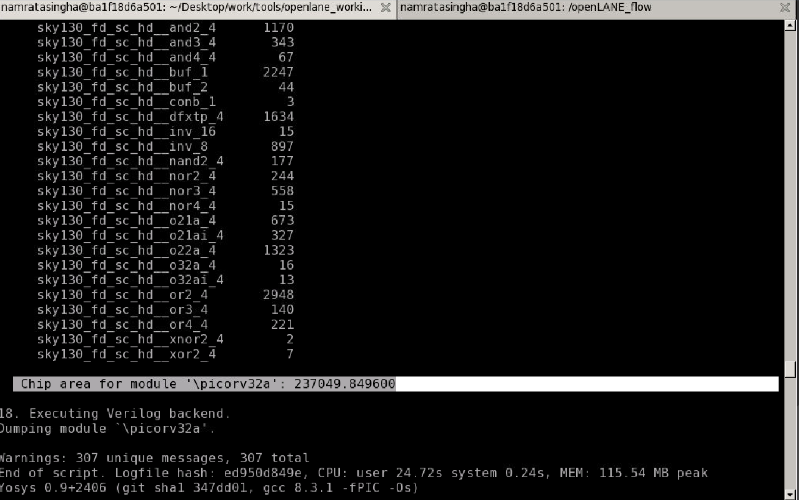 namratasingha@ba1f18d6a501: ~/Desktop/work/tools/openlane_worki... namratasingha@ba1f18d6a501: /openLANE_flow
sky130_fd_sc_hd__and2_4 1170
sky130_fd_sc_hd__and3_4 343
sky130_fd_sc_hd__and4_4 67
sky130_fd_sc_hd__buf_1 2247
sky130_fd_sc_hd__buf_2 44
sky130_fd_sc_hd__conb_1 3
sky130_fd_sc_hd__dfxtp_4 1634
sky130_fd_sc_hd__inv_16 15
sky130_fd_sc_hd__inv_8 897
sky130_fd_sc_hd__nand2_4 177
sky130_fd_sc_hd__nor2_4 244
sky130_fd_sc_hd__nor3_4 558
sky130_fd_sc_hd__nor4_4 15
sky130_fd_sc_hd__o21a_4 673
sky130_fd_sc_hd__o21ai_4 327
sky130_fd_sc_hd__o22a_4 1323
sky130_fd_sc_hd__o32a_4 16
sky130_fd_sc_hd__o32ai_4 13
sky130_fd_sc_hd__or2_4 2948
sky130_fd_sc_hd__or3_4 140
sky130_fd_sc_hd__or4_4 221
sky130_fd_sc_hd__xnor2_4 2
sky130_fd_sc_hd__xor2_4 7
Chip area for module '\picorv32a': 237049.849600
18. Executing Verilog backend.
Dumping module `\picorv32a'.
Warnings: 307 unique messages, 307 total
End of script. Logfile hash: ed950d849e, CPU: user 24.72s system 0.24s, MEM: 115.54 MB peak
Yosys 0.9+2406 (git sha1 347dd01, gcc 8.3.1 -fPIC -Os)